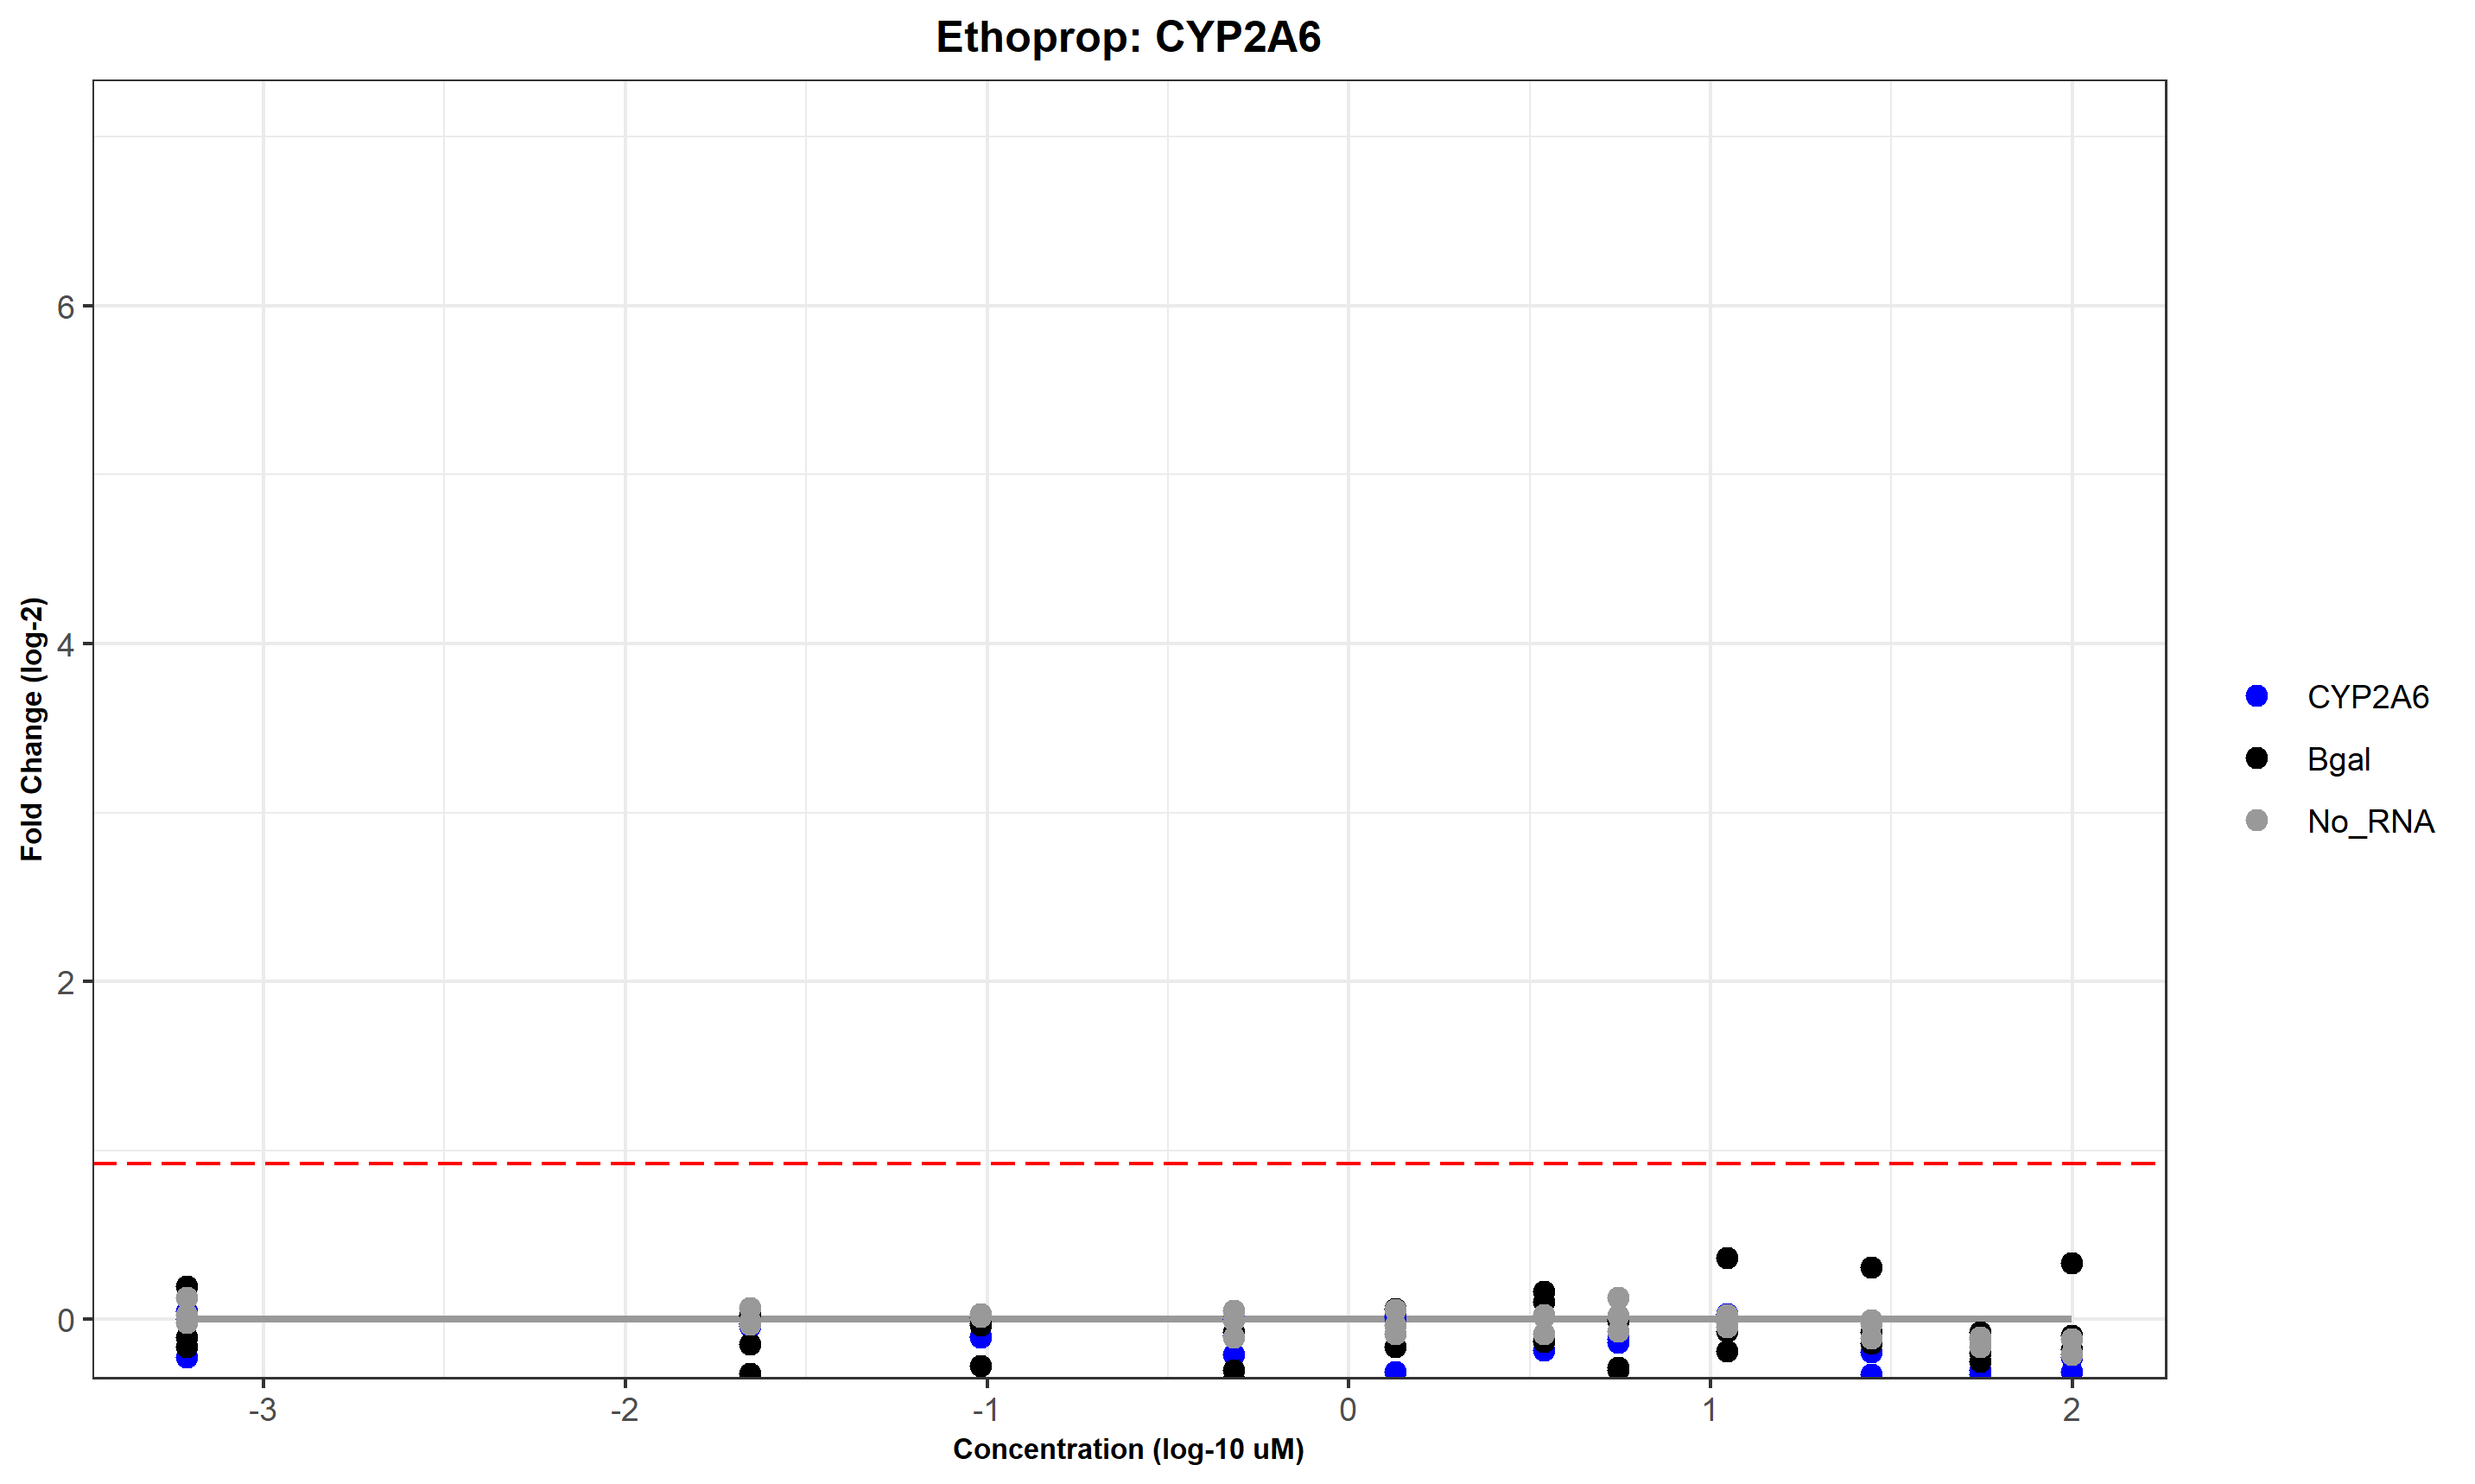 Ethoprop: CYP2A6
Fold Change (log-2)
6
4
2
0
-3
-2
-1
0
1
2
Concentration (log-10 uM)
CYP2A6
Bgal
No_RNA